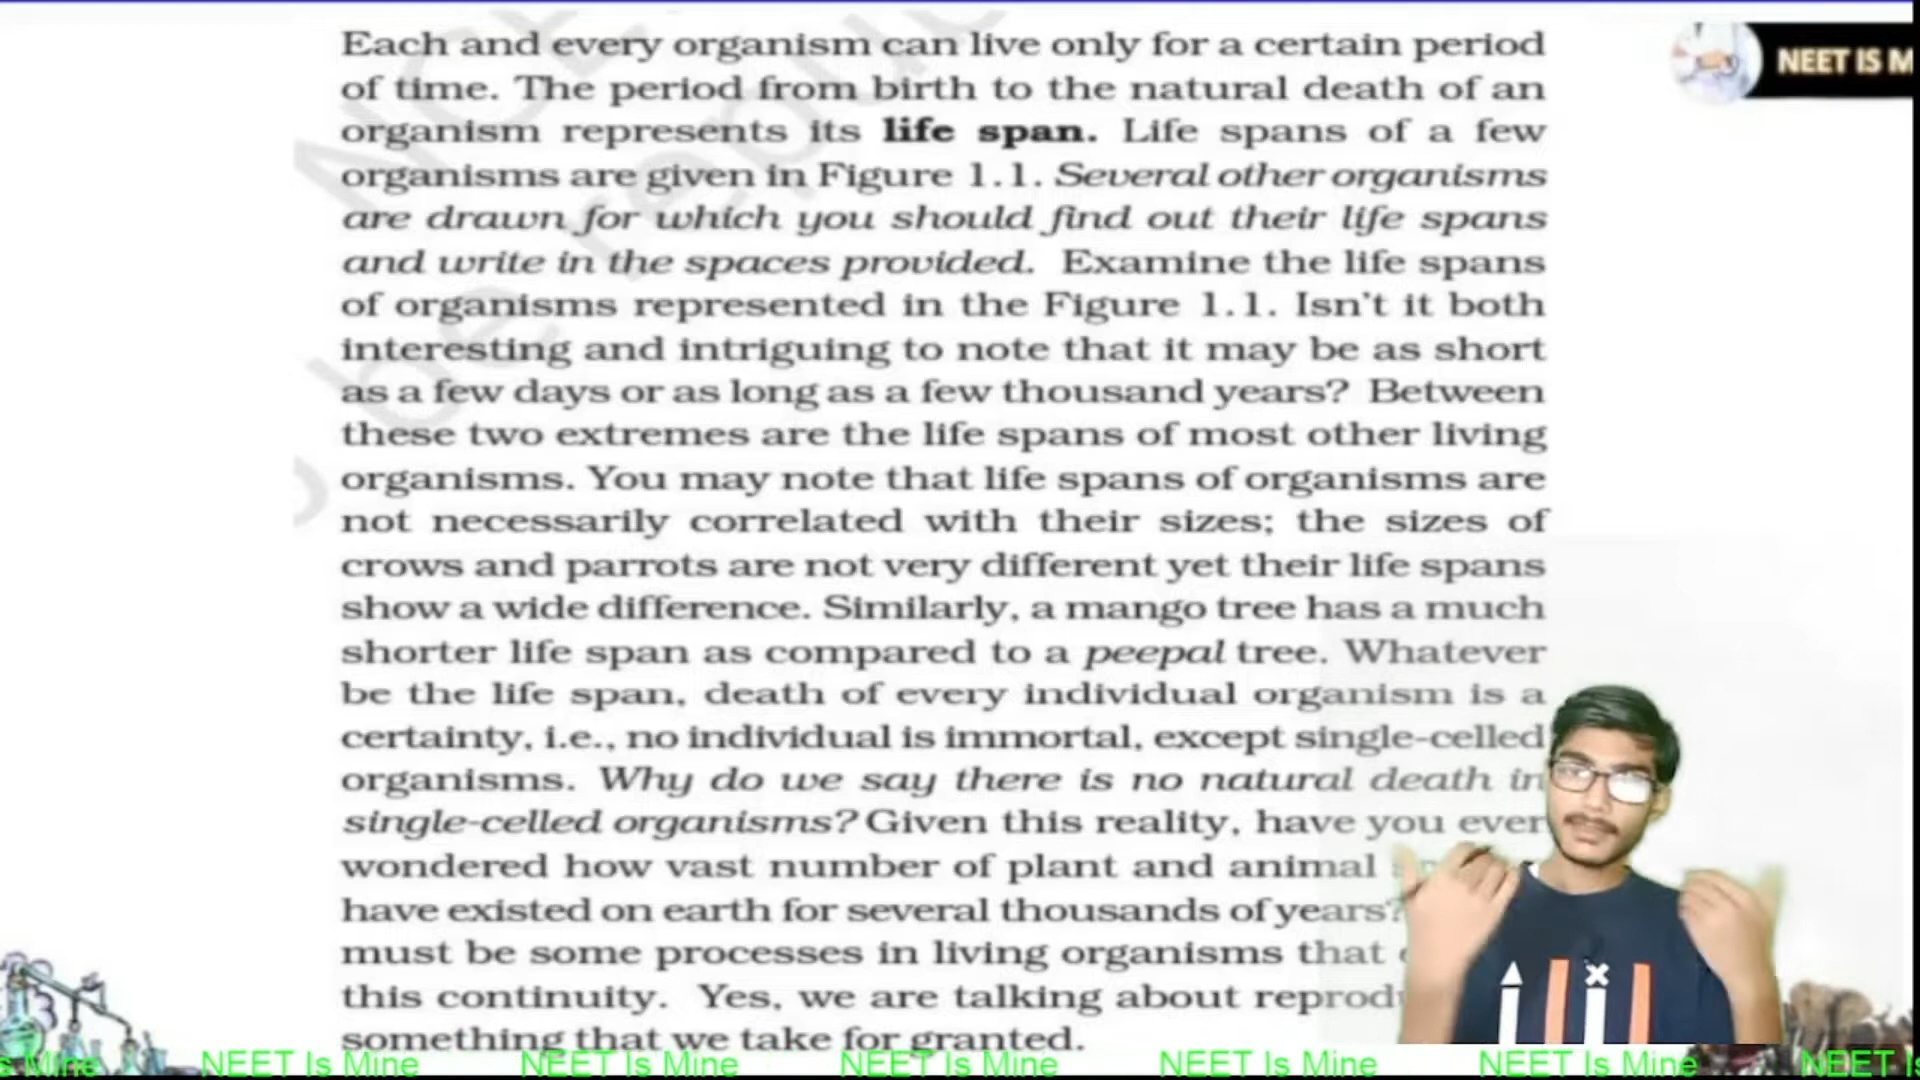 Each and every organism can live only for a certain period
of time. The period from birth to the natural death of an
organism represents its life span. Life spans of a few
organisms are given in Figure 1.1. Several other organisms
are drawn for which you should find out their life spans
and write in the spaces provided. Examine the life spans
of organisms represented in the Figure 1.1. Isn't it both
interesting and intriguing to note that it may be as short
as a few days or as long as a few thousand years? Between
these two extremes are the life spans of most other living
organisms. You may note that life spans of organisms are
not necessarily correlated with their sizes; the sizes of
crows and parrots are not very different yet their life spans
show a wide difference. Similarly, a mango tree has a much
shorter life span as compared to a peepal tree. Whatever
be the life span, death of every individual organism is a
certainty, i.e., no individual is immortal, except single-celled
organisms. Why do we say there is no natural death in
single-celled organisms? Given this reality, have you ever
wondered how vast number of plant and animal
have existed on earth for several thousands of years?
must be some processes in living organisms that
this continuity. Yes, we are talking about
something that we take for granted.
NEET IS M
s Mine NEET Is Mine NEET Is Mine NEET Is Mine NEET Is Mine NEET Is Mine NEET Is